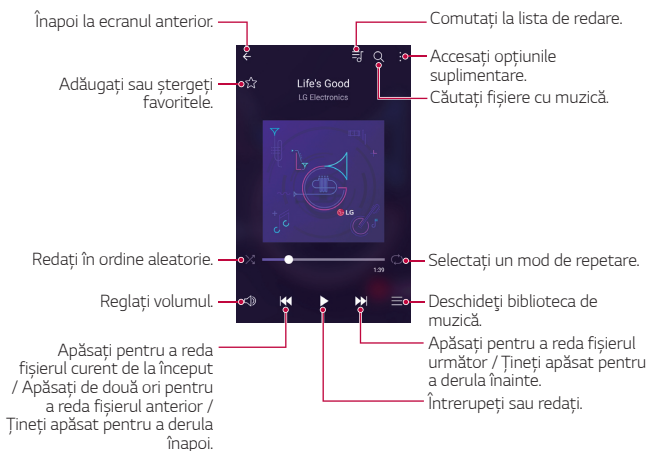 Înapoi la ecranul anterior.
Comutați la lista de redare.
Accesați opțiunile
suplimentare.
Adăugați sau ștergeți
favoritele.
Căutați fișiere cu muzică.
Life's Good
LG Electronics
LG
Redați în ordine aleatorie.
1:39
Selectați un mod de repetare.
Reglați volumul.
Deschideţi biblioteca de
muzică.
Apăsați pentru a reda
fișierul curent de la început
/ Apăsați de două ori pentru
a reda fișierul anterior /
Țineți apăsat pentru a derula
înapoi.
Apăsați pentru a reda fișierul
următor / Țineți apăsat pentru
a derula înainte.
Întrerupeți sau redați.